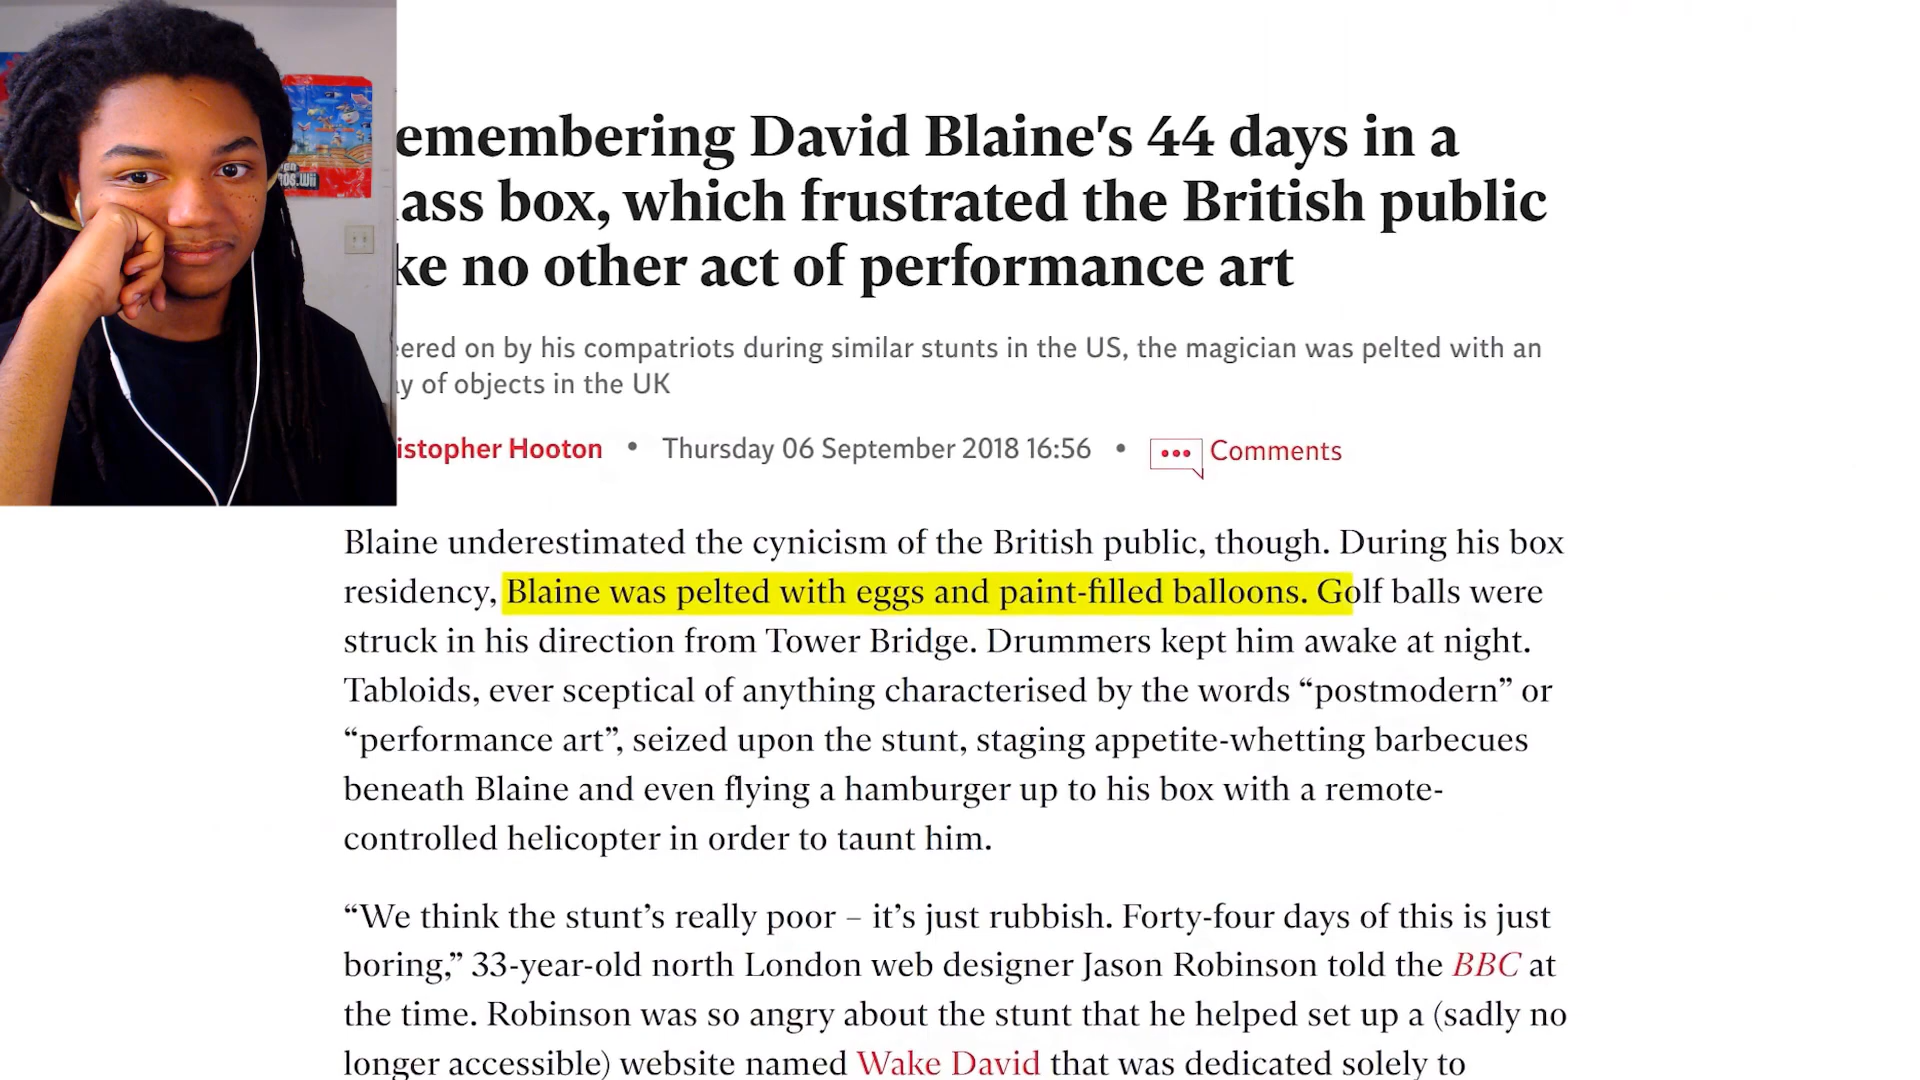 emembering David Blaine's 44 days in a
ass box, which frustrated the British public
ke no other act of performance art
ered on by his compatriots during similar stunts in the US, the magician was pelted with an
y of objects in the UK
istopher Hooton • Thursday 06 September 2018 16:56 • Comments
Blaine underestimated the cynicism of the British public, though. During his box
residency, Blaine was pelted with eggs and paint-filled balloons. Golf balls were
struck in his direction from Tower Bridge. Drummers kept him awake at night.
Tabloids, ever sceptical of anything characterised by the words “postmodern” or
“performance art”, seized upon the stunt, staging appetite-whetting barbecues
beneath Blaine and even flying a hamburger up to his box with a remote-
controlled helicopter in order to taunt him.
“We think the stunt’s really poor – it’s just rubbish. Forty-four days of this is just
boring,” 33-year-old north London web designer Jason Robinson told the BBC at
the time. Robinson was so angry about the stunt that he helped set up a (sadly no
longer accessible) website named Wake David that was dedicated solely to